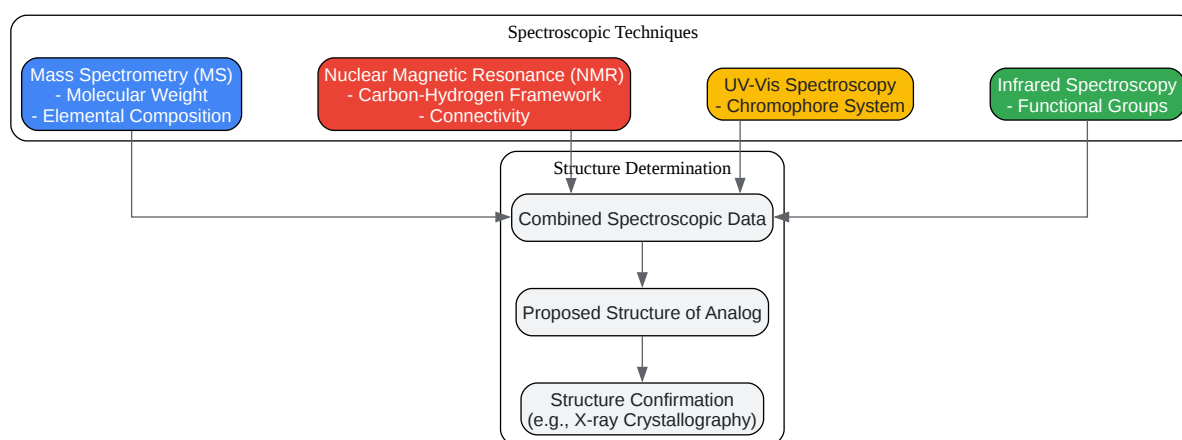 Spectroscopic Techniques
Mass Spectrometry (MS)
- Molecular Weight
- Elemental Composition
Nuclear Magnetic Resonance (NMR)
- Carbon-Hydrogen Framework
- Connectivity
UV-Vis Spectroscopy
- Chromophore System
Infrared Spectroscopy
- Functional Groups
Structure Determination
Combined Spectroscopic Data
Proposed Structure of Analog
Structure Confirmation
(e.g., X-ray Crystallography)